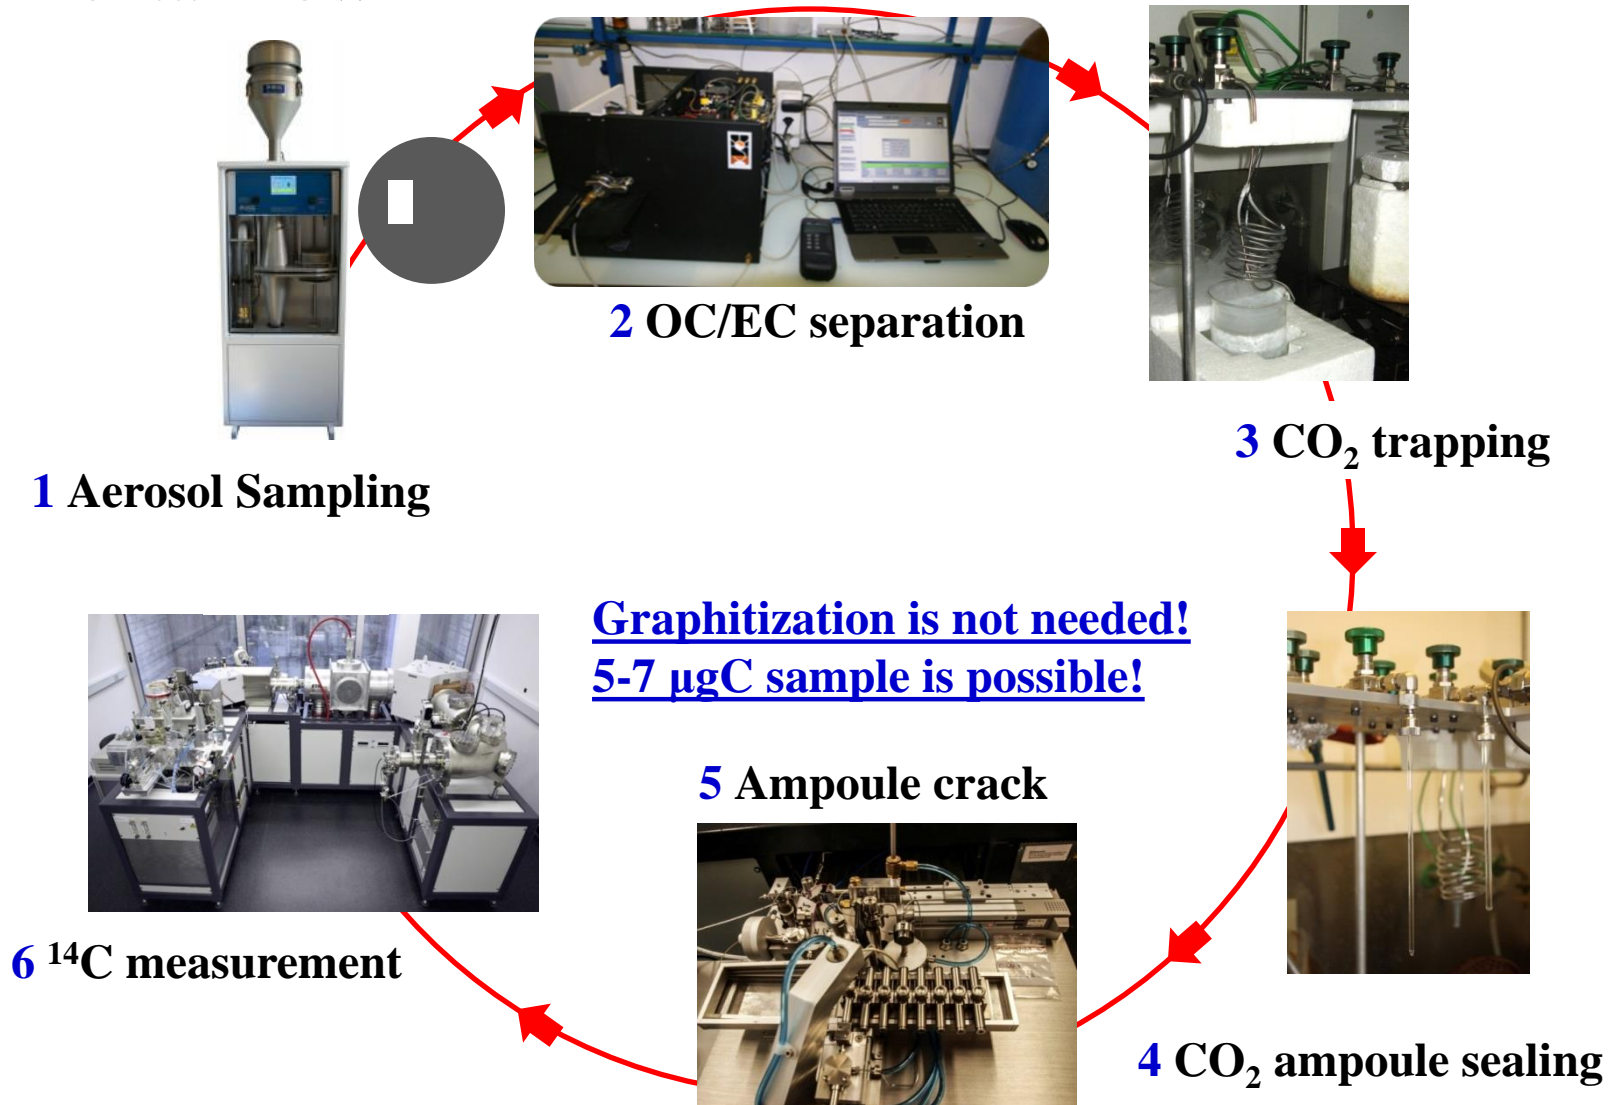 1 Aerosol Sampling
2 OC/EC separation
3 CO₂ trapping
Graphitization is not needed!
5-7 µgC sample is possible!
4 CO₂ ampoule sealing
5 Ampoule crack
6 ¹⁴C measurement